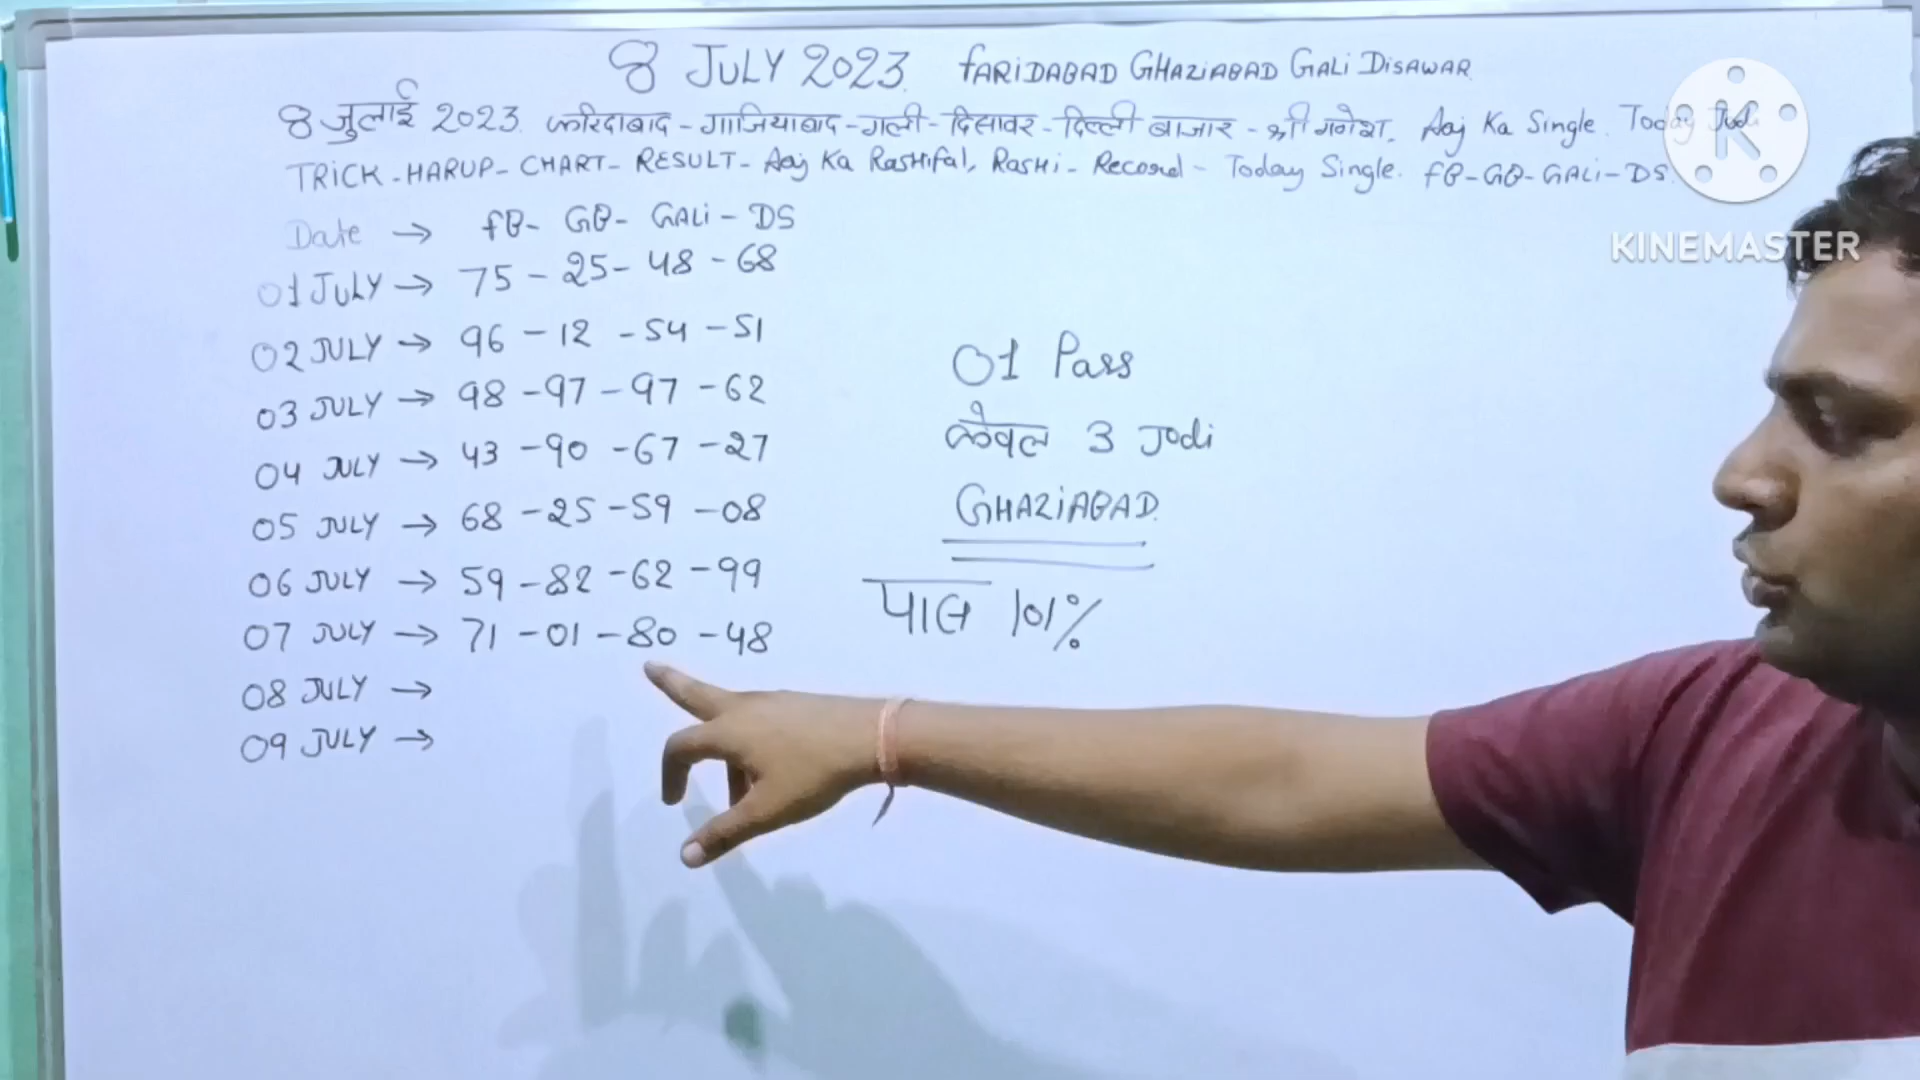 8 JULY 2023. FARIDABAD GHAZIABAD GALI DISAWAR
8 जुलाई 2023. फरिदाबाद - गाजियाबाद - गली - दिसावर - दिल्ली बाजार - श्री गणेश. Aaj Ka Single. Today Jodi
TRICK - HARUP - CHART - RESULT - Aaj Ka Rashifal, Rashi - Record - Today Single. FB - GB - GALI - DS.
KINEMASTER
Date → FB - GB - GALI - DS
01 JULY → 75 - 25 - 48 - 68
02 JULY → 96 - 12 - 54 - 51
03 JULY → 98 - 97 - 97 - 62
04 JULY → 43 - 90 - 67 - 27
05 JULY → 68 - 25 - 59 - 08
06 JULY → 59 - 82 - 62 - 99
07 JULY → 71 - 01 - 80 - 48
08 JULY →
09 JULY →
01 Pass
केवल 3 Jodi
GHAZIABAD.
पास 101%